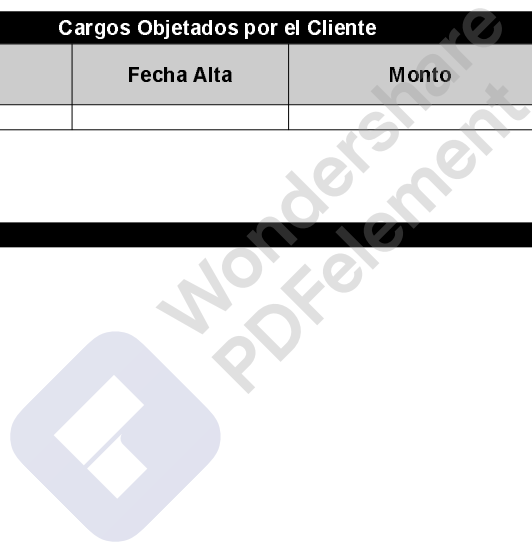 Cargos Objetados por el Cliente
Fecha Alta Monto
Wondershare
PDFelement